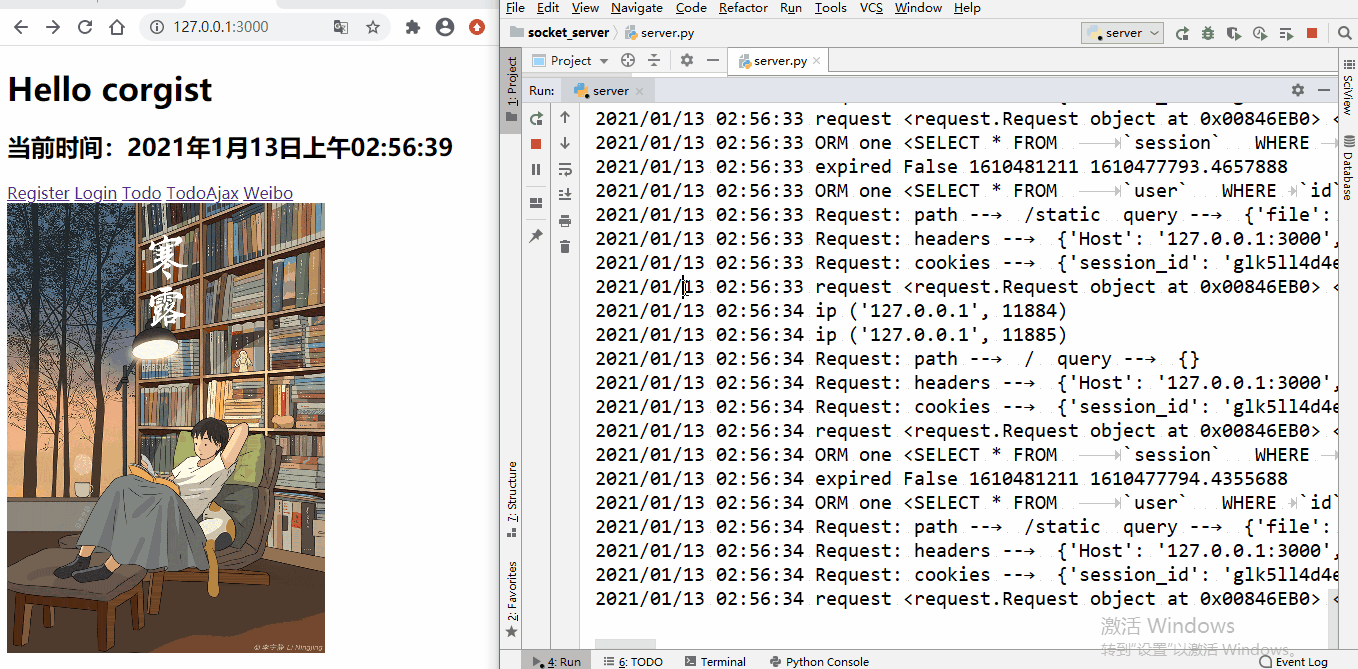 127.0.0.1:3000
Hello corgist
当前时间：2021年1月13日上午02:56:39
Register Login Todo TodoAjax Weibo
寒露
@李宁静 LI Ningjing
File Edit View Navigate Code Refactor Run Tools VCS Window Help
socket_server server.py server
1: Project
Project server.py
Run: server
2021/01/13 02:56:33 request <request.Request object at 0x00846EB0> <
2021/01/13 02:56:33 ORM one <SELECT * FROM `session` WHERE
2021/01/13 02:56:33 expired False 1610481211 1610477793.4657888
2021/01/13 02:56:33 ORM one <SELECT * FROM `user` WHERE `id`
2021/01/13 02:56:33 Request: path --> /static query --> {'file':
2021/01/13 02:56:33 Request: headers --> {'Host': '127.0.0.1:3000',
2021/01/13 02:56:33 Request: cookies --> {'session_id': 'glk5ll4d4e
2021/01/13 02:56:33 request <request.Request object at 0x00846EB0> <
2021/01/13 02:56:34 ip ('127.0.0.1', 11884)
2021/01/13 02:56:34 ip ('127.0.0.1', 11885)
2021/01/13 02:56:34 Request: path --> / query --> {}
2021/01/13 02:56:34 Request: headers --> {'Host': '127.0.0.1:3000',
2021/01/13 02:56:34 Request: cookies --> {'session_id': 'glk5ll4d4e
2021/01/13 02:56:34 request <request.Request object at 0x00846EB0> <
2021/01/13 02:56:34 ORM one <SELECT * FROM `session` WHERE
2021/01/13 02:56:34 expired False 1610481211 1610477794.4355688
2021/01/13 02:56:34 ORM one <SELECT * FROM `user` WHERE `id`
2021/01/13 02:56:34 Request: path --> /static query --> {'file':
2021/01/13 02:56:34 Request: headers --> {'Host': '127.0.0.1:3000',
2021/01/13 02:56:34 Request: cookies --> {'session_id': 'glk5ll4d4e
2021/01/13 02:56:34 request <request.Request object at 0x00846EB0> <
7: Structure
2: Favorites
SciView
Database
激活 Windows
转到"设置"以激活 Windows。
4: Run 6: TODO Terminal Python Console Event Log